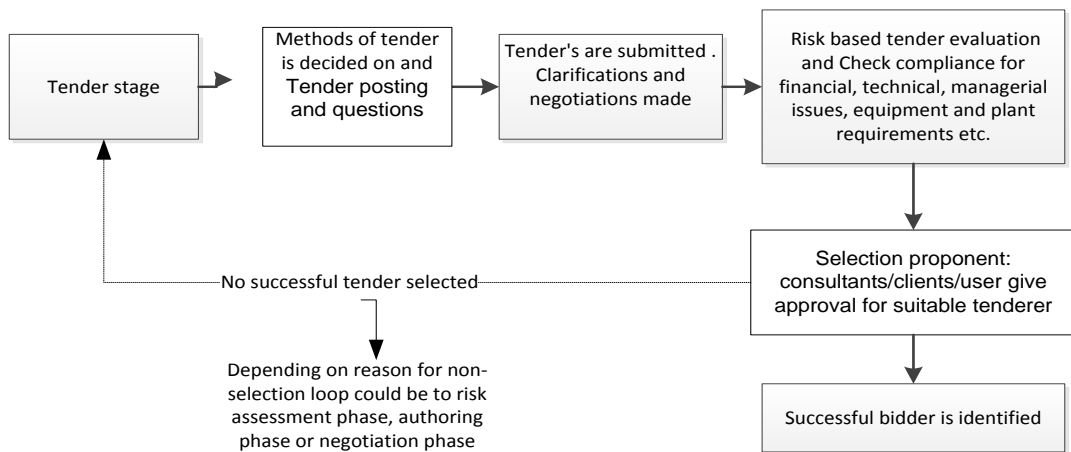 Tender stage
Methods of tender
is decided on and
Tender posting
and questions
Tender's are submitted .
Clarifications and
negotiations made
Risk based tender evaluation
and Check compliance for
financial, technical, managerial
issues, equipment and plant
requirements etc.
Selection proponent:
consultants/clients/user give
approval for suitable tenderer
No successful tender selected
Depending on reason for non-
selection loop could be to risk
assessment phase, authoring
phase or negotiation phase
Successful bidder is identified